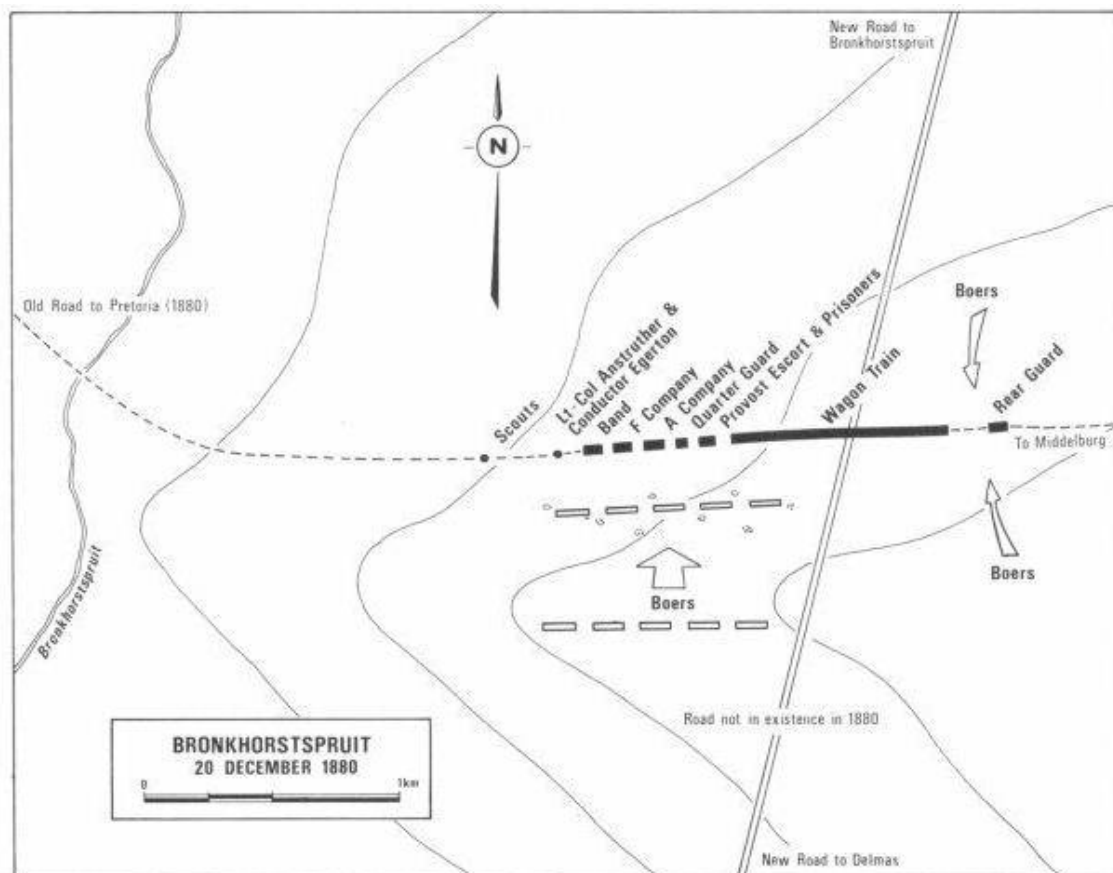 New Road to
Bronkhorstspruit
N
Old Road to Pretoria (1880)
Scouts
Lt-Col Anstruther &
Conductor Egerton
Band
F Company
A Company
Quarter Guard
Provost Escort & Prisoners
Wagon Train
Boers
Rear Guard
To Middelburg
Boers
Boers
Bronkhorstspruit
Road not in existence in 1880
BRONKHORSTSPRUIT
20 DECEMBER 1880
0 1km
New Road to Delmas